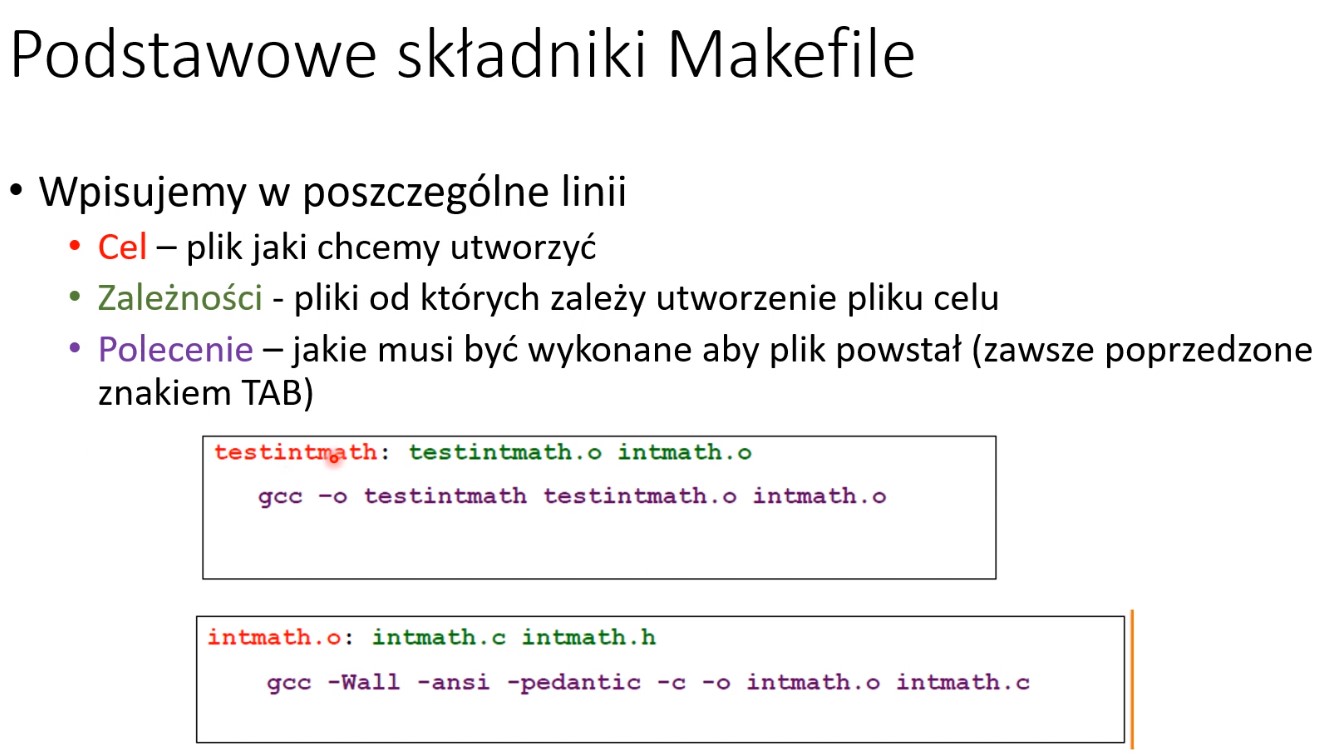 Podstawowe składniki Makefile
• Wpisujemy w poszczególne linii
• Cel – plik jaki chcemy utworzyć
• Zależności - pliki od których zależy utworzenie pliku celu
• Polecenie – jakie musi być wykonane aby plik powstał (zawsze poprzedzone
znakiem TAB)
testintmath: testintmath.o intmath.o
gcc –o testintmath testintmath.o intmath.o
intmath.o: intmath.c intmath.h
gcc -Wall -ansi -pedantic -c -o intmath.o intmath.c